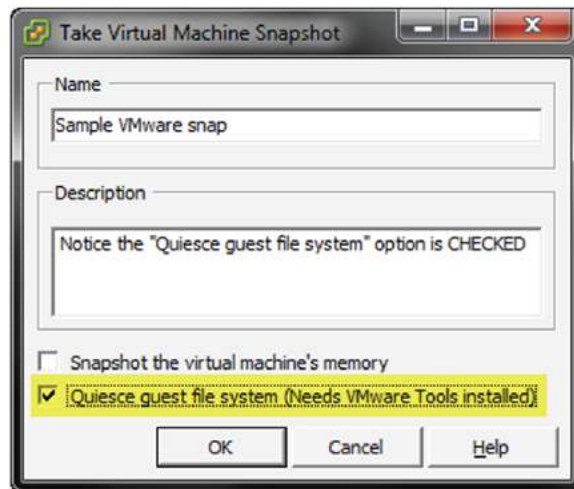 Take Virtual Machine Snapshot
Name
Sample VMware snap
Description
Notice the "Quiesce guest file system" option is CHECKED
Snapshot the virtual machine's memory
Quiesce guest file system (Needs VMware Tools installed)
OK Cancel Help